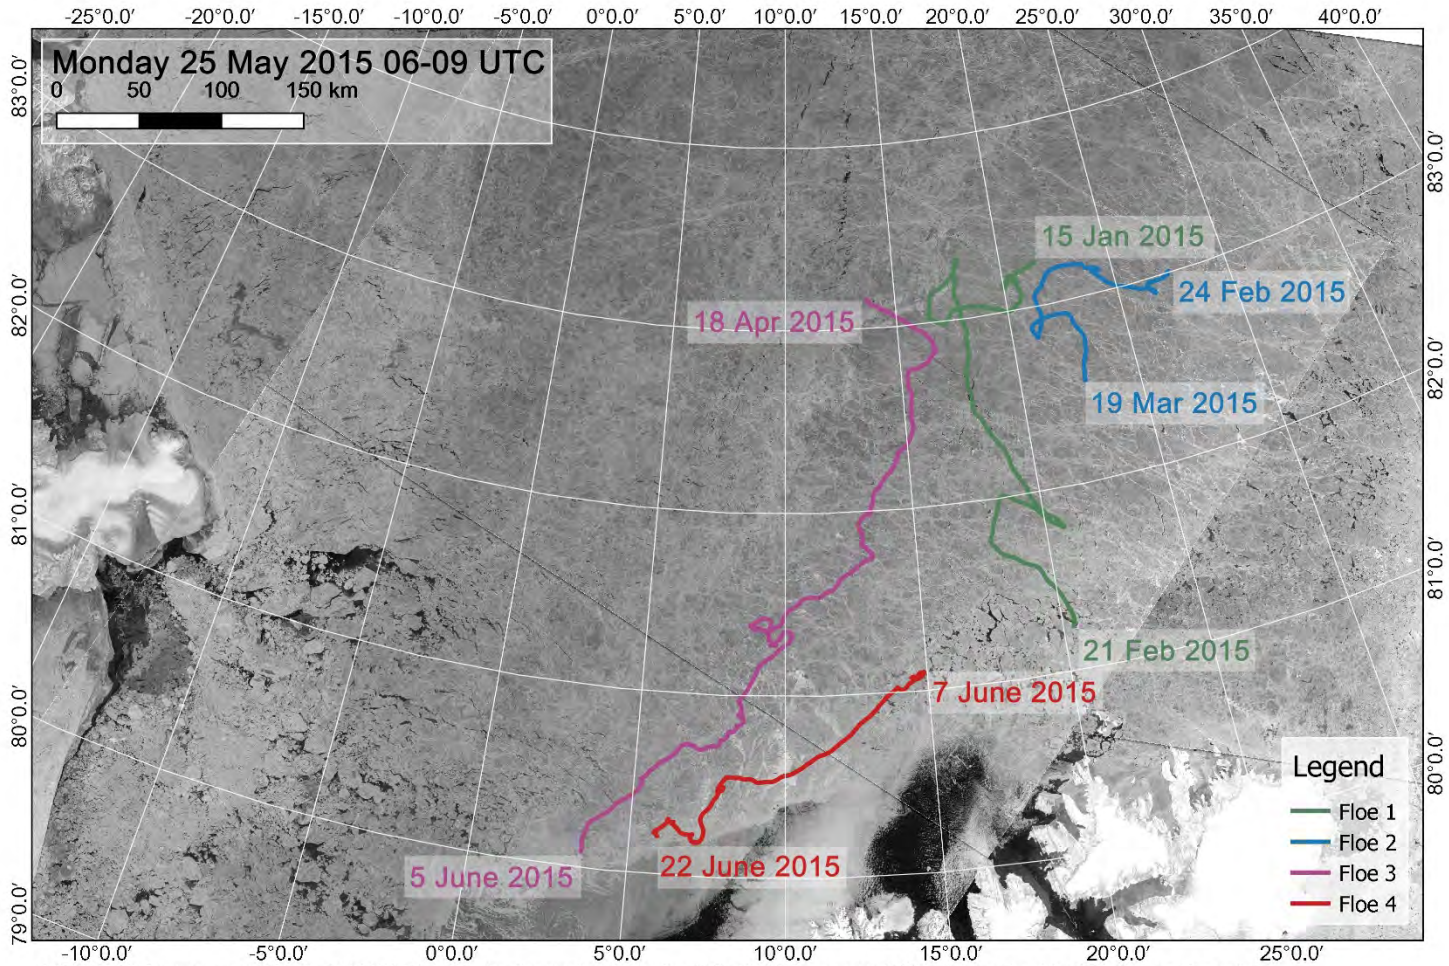 -25°0.0' -20°0.0' -15°0.0' -10°0.0' -5°0.0' 0°0.0' 5°0.0' 10°0.0' 15°0.0' 20°0.0' 25°0.0' 30°0.0' 35°0.0' 40°0.0'
Monday 25 May 2015 06-09 UTC
0 50 100 150 km
83°0.0'
83°0.0'
15 Jan 2015
24 Feb 2015
82°0.0'
18 Apr 2015
82°0.0'
19 Mar 2015
81°0.0'
81°0.0'
21 Feb 2015
7 June 2015
80°0.0'
80°0.0'
Legend
Floe 1
Floe 2
Floe 3
Floe 4
22 June 2015
5 June 2015
79°0.0'
-10°0.0' -5°0.0' 0°0.0' 5°0.0' 10°0.0' 15°0.0' 20°0.0' 25°0.0'